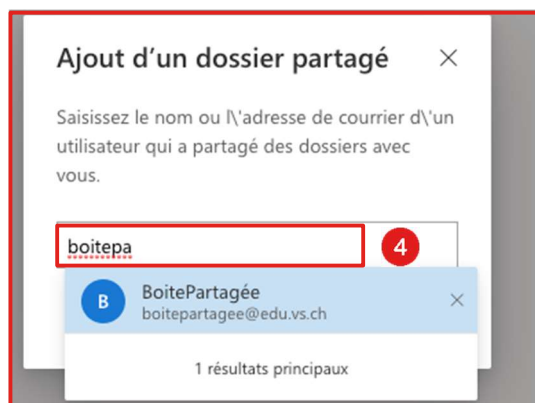 Ajout d’un dossier partagé
Saisissez le nom ou l\'adresse de courrier d\'un
utilisateur qui a partagé des dossiers avec
vous.
boitepa
4
B
BoitePartagée
boitepartagee@edu.vs.ch
1 résultats principaux